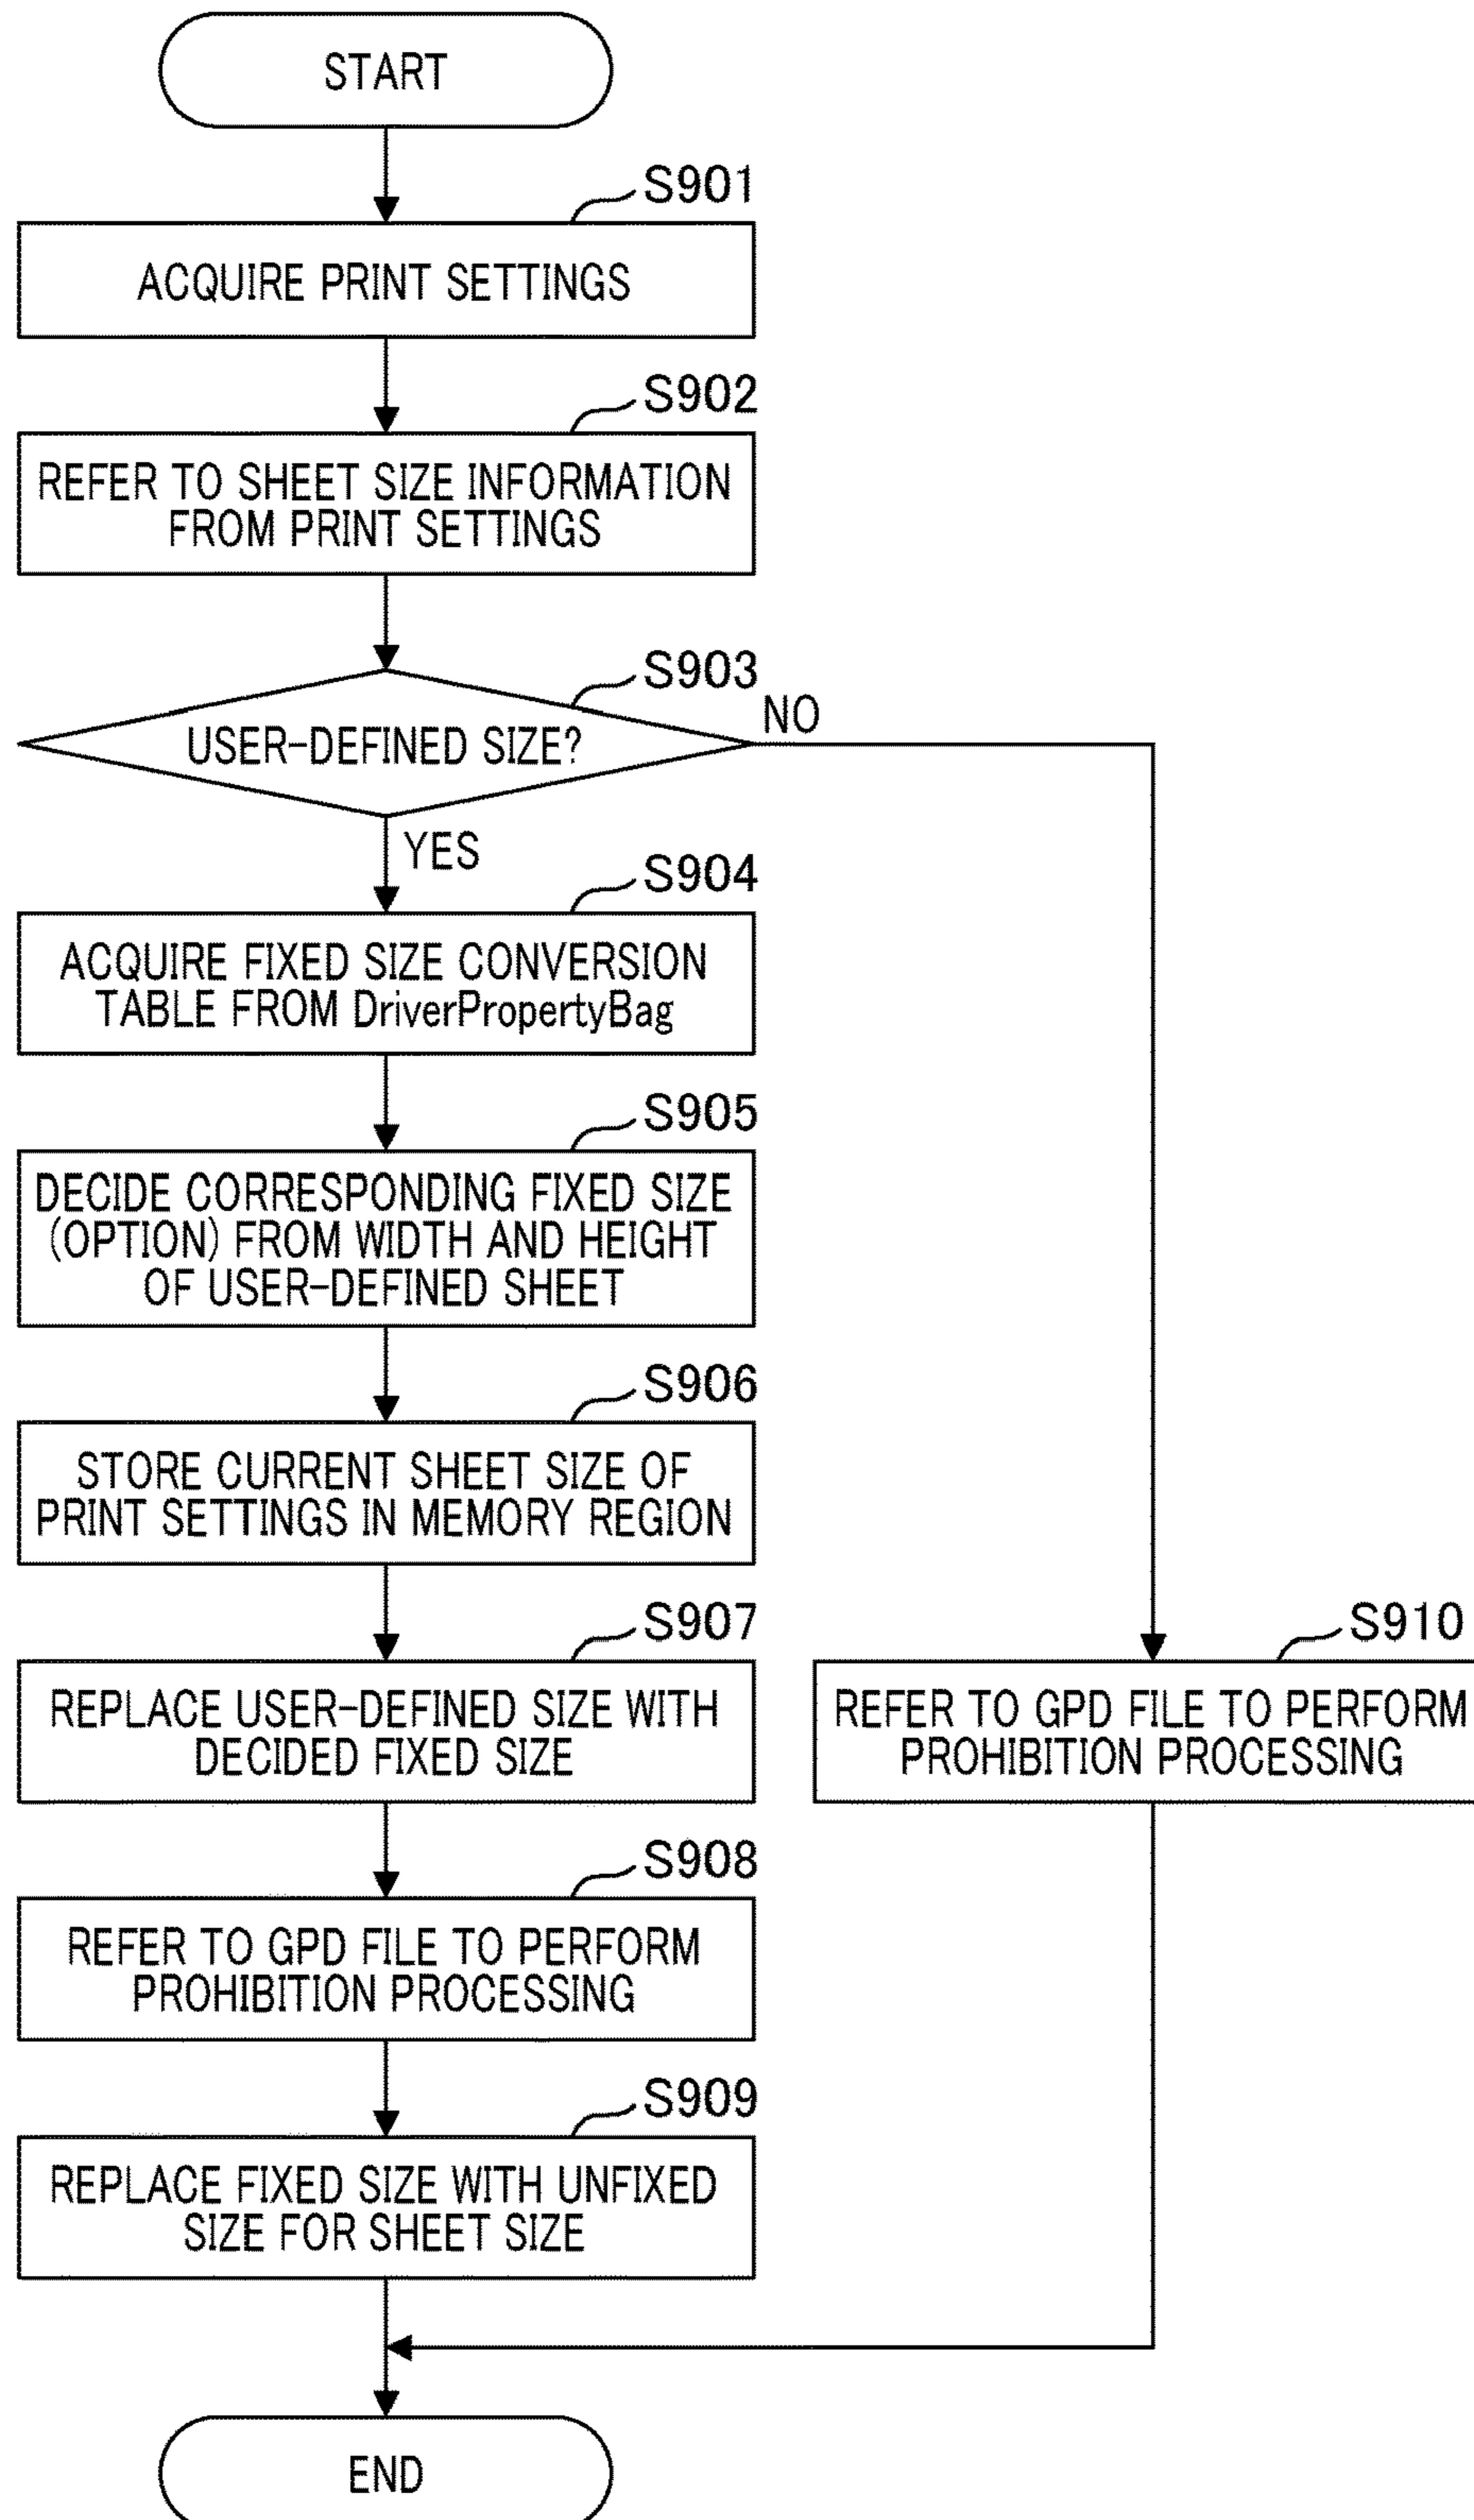 START
S901
ACQUIRE PRINT SETTINGS
S902
REFER TO SHEET SIZE INFORMATION
FROM PRINT SETTINGS
S903
USER-DEFINED SIZE?
NO
YES
S904
ACQUIRE FIXED SIZE CONVERSION
TABLE FROM DriverPropertyBag
S905
DECIDE CORRESPONDING FIXED SIZE
(OPTION) FROM WIDTH AND HEIGHT
OF USER-DEFINED SHEET
S906
STORE CURRENT SHEET SIZE OF
PRINT SETTINGS IN MEMORY REGION
S907
REPLACE USER-DEFINED SIZE WITH
DECIDED FIXED SIZE
S910
REFER TO GPD FILE TO PERFORM
PROHIBITION PROCESSING
S908
REFER TO GPD FILE TO PERFORM
PROHIBITION PROCESSING
S909
REPLACE FIXED SIZE WITH UNFIXED
SIZE FOR SHEET SIZE
END